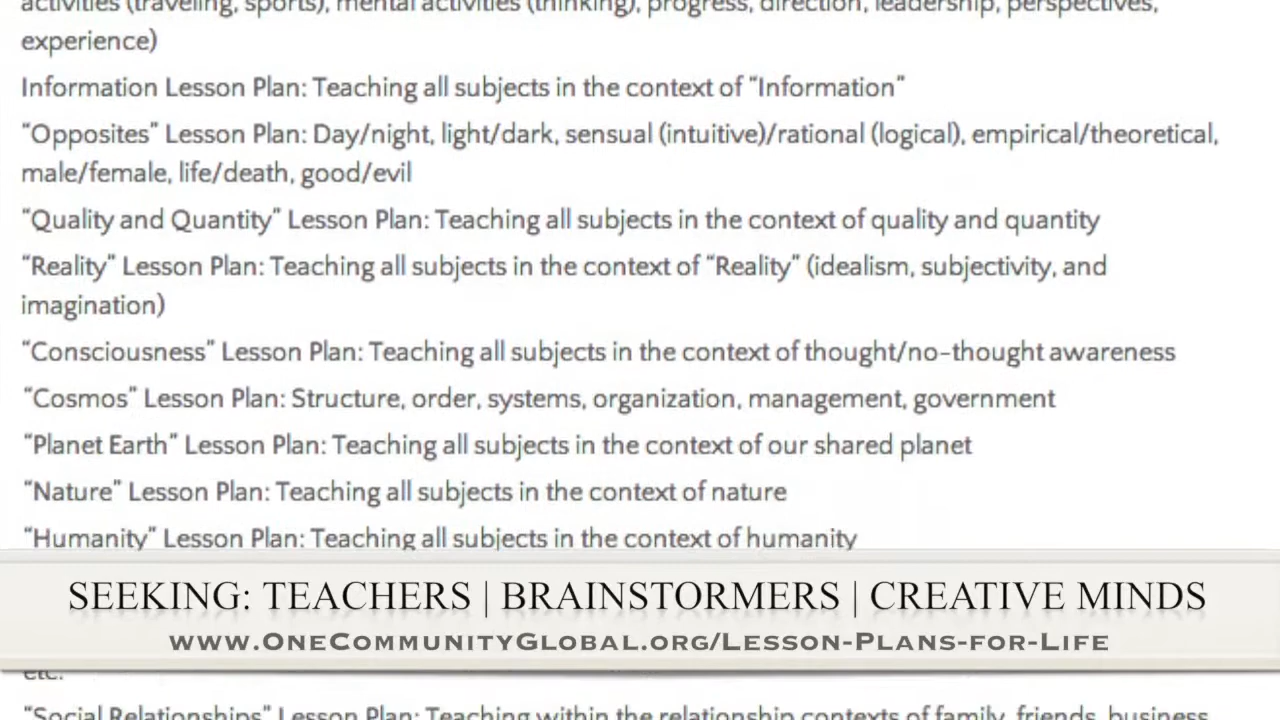 activities (traveling, sports), mental activities (thinking), progress, direction, leadership, perspectives,
experience)
Information Lesson Plan: Teaching all subjects in the context of “Information”
“Opposites” Lesson Plan: Day/night, light/dark, sensual (intuitive)/rational (logical), empirical/theoretical,
male/female, life/death, good/evil
“Quality and Quantity” Lesson Plan: Teaching all subjects in the context of quality and quantity
“Reality” Lesson Plan: Teaching all subjects in the context of “Reality” (idealism, subjectivity, and
imagination)
“Consciousness” Lesson Plan: Teaching all subjects in the context of thought/no-thought awareness
“Cosmos” Lesson Plan: Structure, order, systems, organization, management, government
“Planet Earth” Lesson Plan: Teaching all subjects in the context of our shared planet
“Nature” Lesson Plan: Teaching all subjects in the context of nature
“Humanity” Lesson Plan: Teaching all subjects in the context of humanity
SEEKING: TEACHERS | BRAINSTORMERS | CREATIVE MINDS
www.OneCommunityGlobal.org/Lesson-Plans-for-Life
etc.
“Social Relationships” Lesson Plan: Teaching within the relationship contexts of family, friends, business,